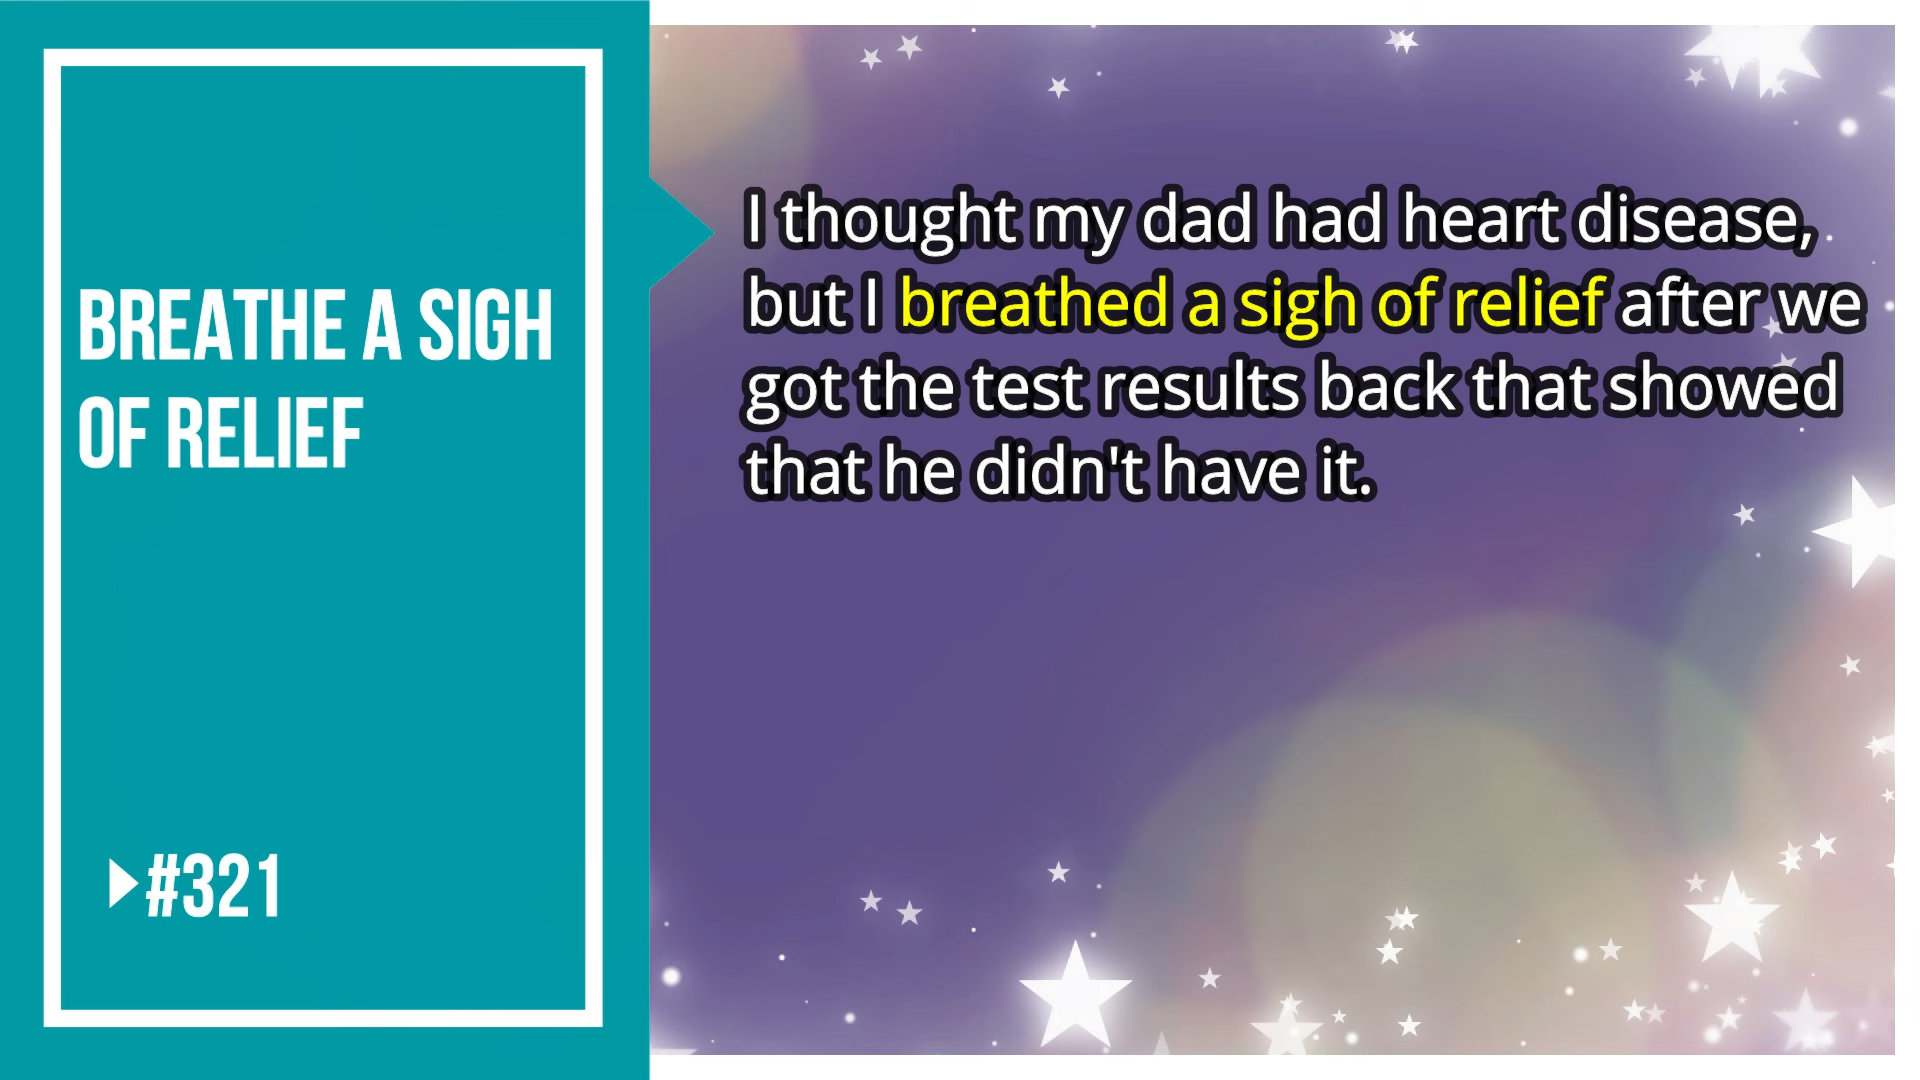 BREATHE A SIGH
OF RELIEF
#321
I thought my dad had heart disease,
but I breathed a sigh of relief after we
got the test results back that showed
that he didn't have it.